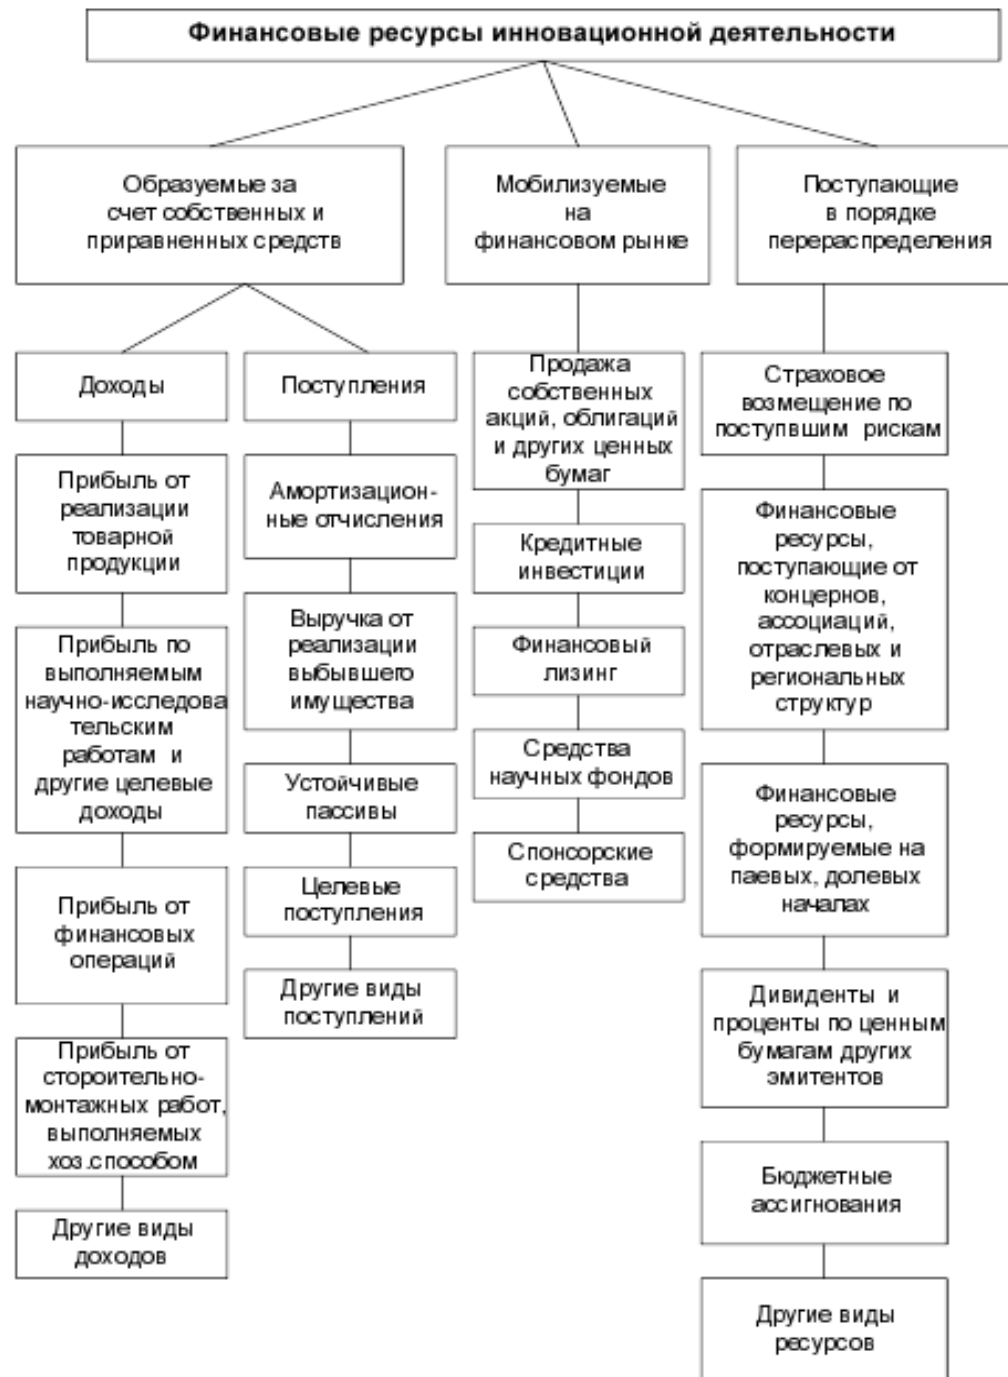 Финансовые ресурсы инновационной деятельности
Образуемые за
счет собственных и
приравненных средств
Мобилизуемые
на
финансовом рынке
Поступающие
в порядке
перераспределения
Доходы
Прибыль от
реализации
товарной
продукции
Прибыль по
выполняемым
научно-исследова
тельским
работам и
другие целевые
доходы
Прибыль от
финансовых
операций
Прибыль от
стороительно-
монтажных работ,
выполняемых
хоз.способом
Другие виды
доходов
Поступления
Амортизацион-
ные отчисления
Выручка от
реализации
выбывшего
имущества
Устойчивые
пассивы
Целевые
поступления
Другие виды
поступлений
Продажа
собственных
акций, облигаций
и других ценных
бумаг
Кредитные
инвестиции
Финансовый
лизинг
Средства
научных фондов
Спонсорские
средства
Страховое
возмещение по
поступвшим рискам
Финансовые
ресурсы,
поступающие от
концернов,
ассоциаций,
отраслевых и
региональных
структур
Финансовые
ресурсы,
формируемые на
паевых, долевых
началах
Дивиденты и
проценты по ценным
бумагам других
эмитентов
Бюджетные
ассигнования
Другие виды
ресурсов